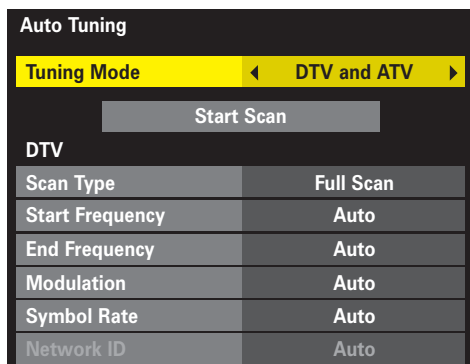 Auto Tuning
Tuning Mode DTV and ATV
Start Scan
DTV
Scan Type Full Scan
Start Frequency Auto
End Frequency Auto
Modulation Auto
Symbol Rate Auto
Network ID Auto